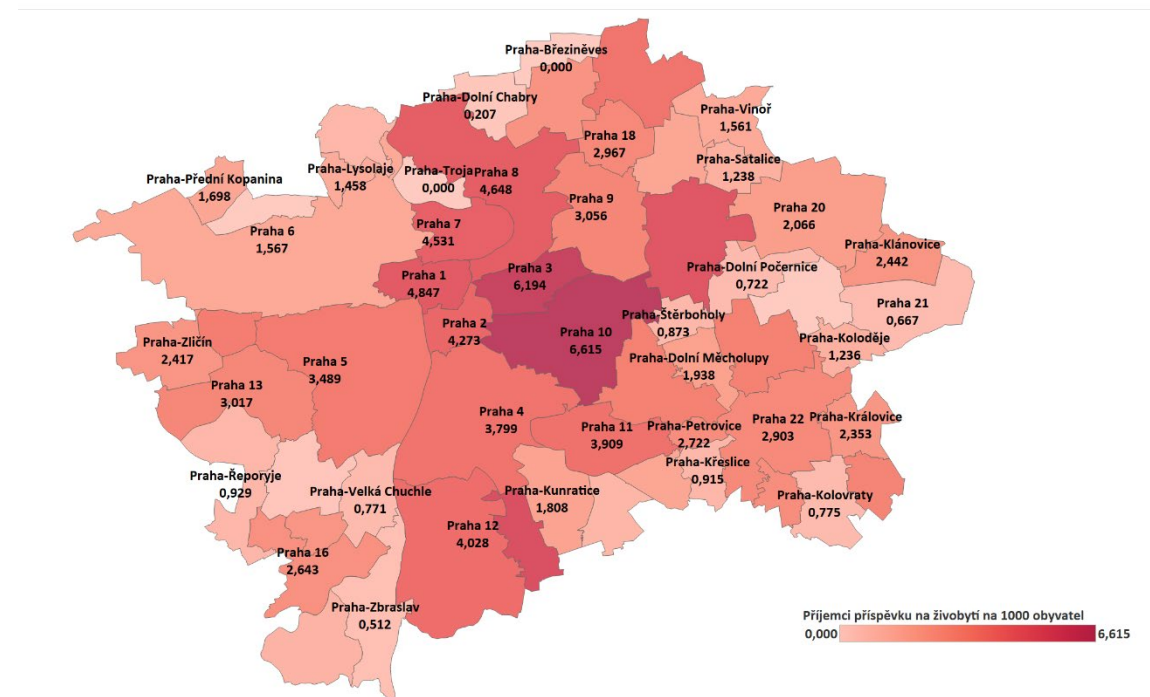 Praha-Březiněves
0,000
Praha-Dolní Chabry
0,207
Praha-Vinoř
1,561
Praha 18
2,967
Praha-Satalice
1,238
Praha-Lysolaje
1,458
Praha-Troja
0,000
Praha 8
4,648
Praha-Přední Kopanina
1,698
Praha 9
3,056
Praha 20
2,066
Praha 6
1,567
Praha 7
4,531
Praha-Klánovice
2,442
Praha 1
4,847
Praha 3
6,194
Praha-Dolní Počernice
0,722
Praha 21
0,667
Praha 2
4,273
Praha 10
6,615
Praha-Štěrboholy
0,873
Praha-Koloděje
1,236
Praha-Zličín
2,417
Praha 5
3,489
Praha-Dolní Měcholupy
1,938
Praha 13
3,017
Praha 4
3,799
Praha 11
3,909
Praha-Petrovice
2,722
Praha 22
2,903
Praha-Královice
2,353
Praha-Křeslice
0,915
Praha-Řeporyje
0,929
Praha-Velká Chuchle
0,771
Praha-Kunratice
1,808
Praha-Kolovraty
0,775
Praha 12
4,028
Praha 16
2,643
Praha-Zbraslav
0,512
Příjemci příspěvku na živobytí na 1000 obyvatel
0,000 6,615